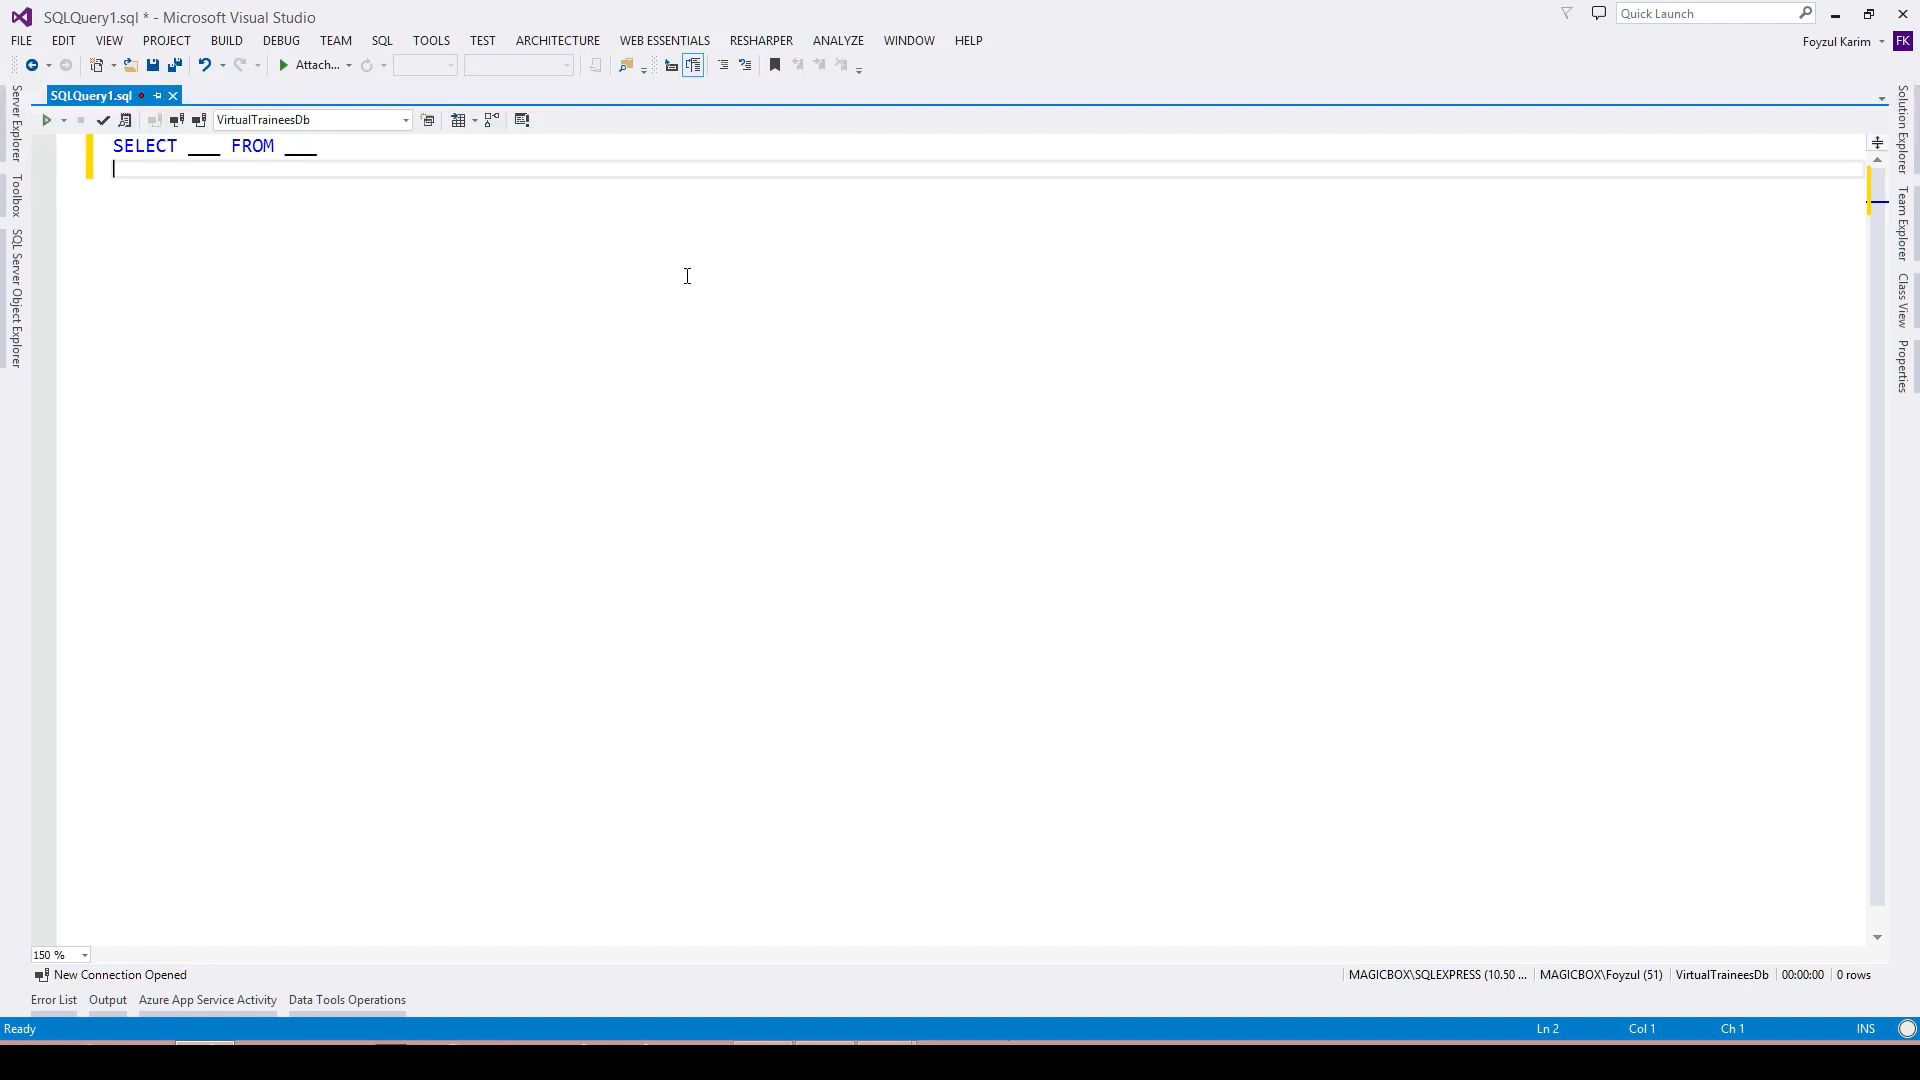 SQLQuery1.sql * - Microsoft Visual Studio
Quick Launch
FILE EDIT VIEW PROJECT BUILD DEBUG TEAM SQL TOOLS TEST ARCHITECTURE WEB ESSENTIALS RESHARPER ANALYZE WINDOW HELP
Foyzul Karim FK
Attach...
SQLQuery1.sql
VirtualTraineesDb
SELECT ___ FROM ___
Server Explorer
Toolbox
SQL Server Object Explorer
Solution Explorer
Team Explorer
Class View
Properties
150 %
New Connection Opened
MAGICBOX\SQLEXPRESS (10.50 ... MAGICBOX\Foyzul (51) VirtualTraineesDb 00:00:00 0 rows
Error List Output Azure App Service Activity Data Tools Operations
Ready Ln 2 Col 1 Ch 1 INS